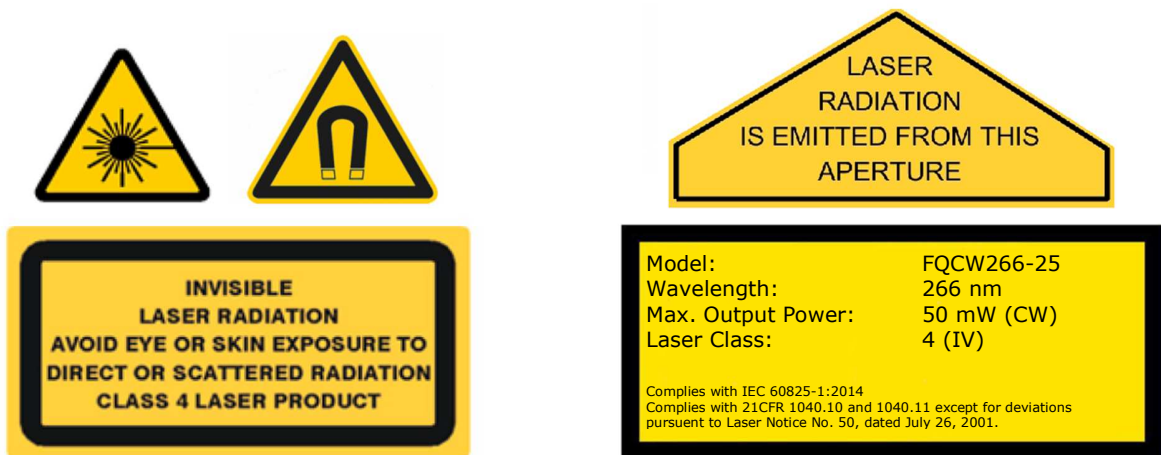 LASER
RADIATION
IS EMITTED FROM THIS
APERTURE
INVISIBLE
LASER RADIATION
AVOID EYE OR SKIN EXPOSURE TO
DIRECT OR SCATTERED RADIATION
CLASS 4 LASER PRODUCT
Model: FQCW266-25
Wavelength: 266 nm
Max. Output Power: 50 mW (CW)
Laser Class: 4 (IV)
Complies with IEC 60825-1:2014
Complies with 21CFR 1040.10 and 1040.11 except for deviations
pursuant to Laser Notice No. 50, dated July 26, 2001.